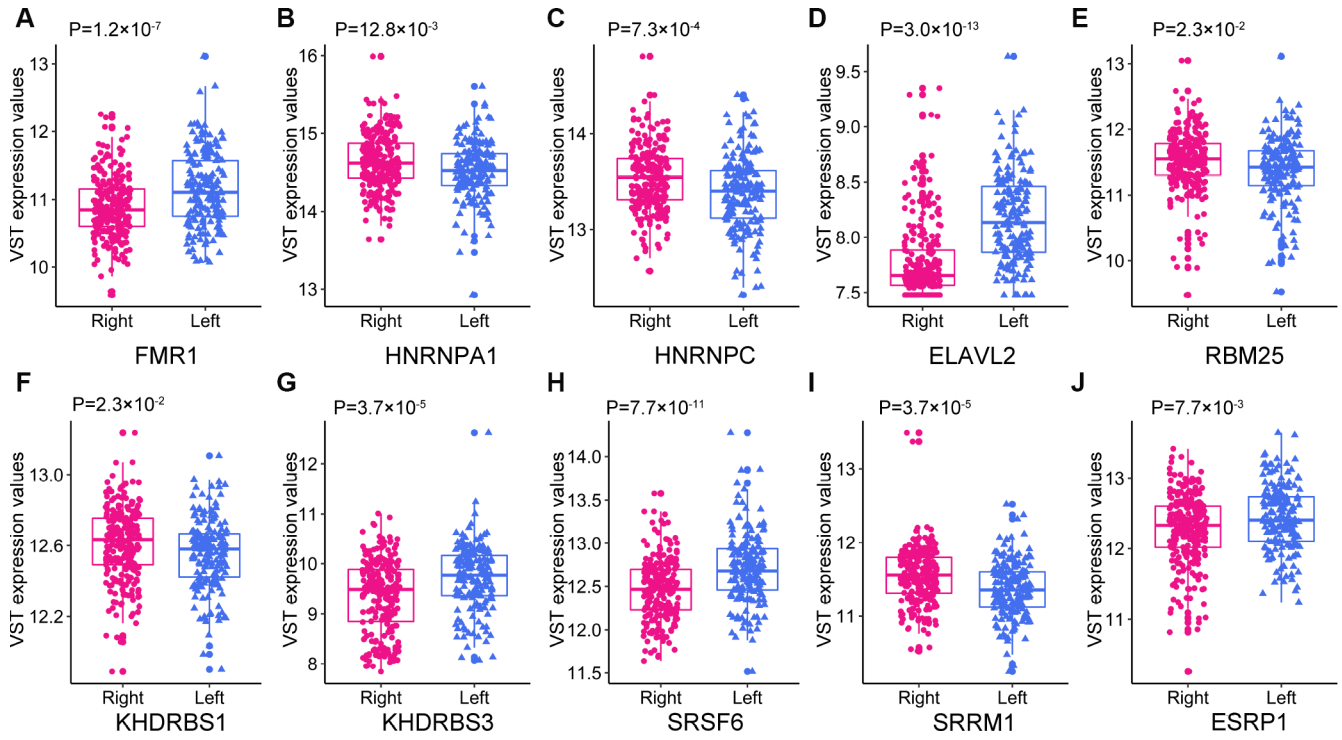 A
P=1.2×10⁻⁷
VST expression values
13
12
11
10
Right Left
FMR1
B
P=12.8×10⁻³
VST expression values
16
15
14
13
Right Left
HNRNPA1
C
P=7.3×10⁻⁴
VST expression values
14
13
Right Left
HNRNPC
D
P=3.0×10⁻¹³
VST expression values
9.5
9.0
8.5
8.0
7.5
Right Left
ELAVL2
E
P=2.3×10⁻²
VST expression values
13
12
11
10
Right Left
RBM25
F
P=2.3×10⁻²
VST expression values
13.0
12.6
12.2
Right Left
KHDRBS1
G
P=3.7×10⁻⁵
VST expression values
12
11
10
9
8
Right Left
KHDRBS3
H
P=7.7×10⁻¹¹
VST expression values
14.0
13.5
13.0
12.5
12.0
11.5
Right Left
SRSF6
I
P=3.7×10⁻⁵
VST expression values
13
12
11
Right Left
SRRM1
J
P=7.7×10⁻³
VST expression values
13
12
11
Right Left
ESRP1